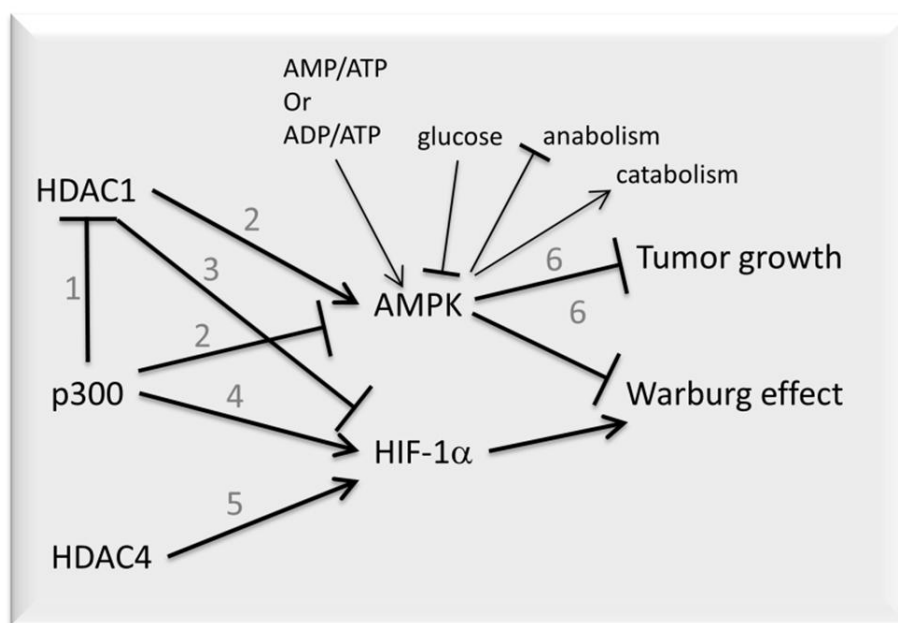 AMP/ATP
Or
ADP/ATP
glucose
anabolism
catabolism
HDAC1
2
3
6
Tumor growth
1
AMPK
6
2
p300
4
Warburg effect
HIF-1α
5
HDAC4